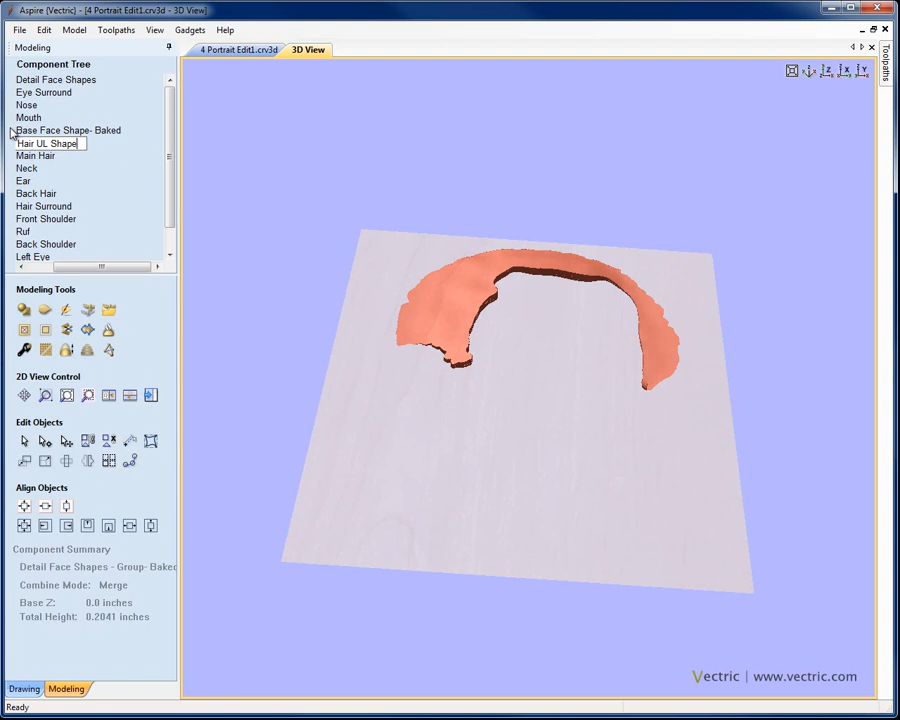 Aspire [Vectric] - [4 Portrait Edit1.crv3d - 3D View]
File Edit Model Toolpaths View Gadgets Help
Modeling
4 Portrait Edit1.crv3d 3D View
Toolpaths
Component Tree
Detail Face Shapes
Eye Surround
Nose
Mouth
Base Face Shape- Baked
Hair UL Shape
Main Hair
Neck
Ear
Back Hair
Hair Surround
Front Shoulder
Ruf
Back Shoulder
Left Eye
Modeling Tools
2D View Control
Edit Objects
Align Objects
Component Summary
Detail Face Shapes - Group- Baked
Combine Mode: Merge
Base Z: 0.0 inches
Total Height: 0.2041 inches
Vectric | www.vectric.com
Drawing Modeling
Ready